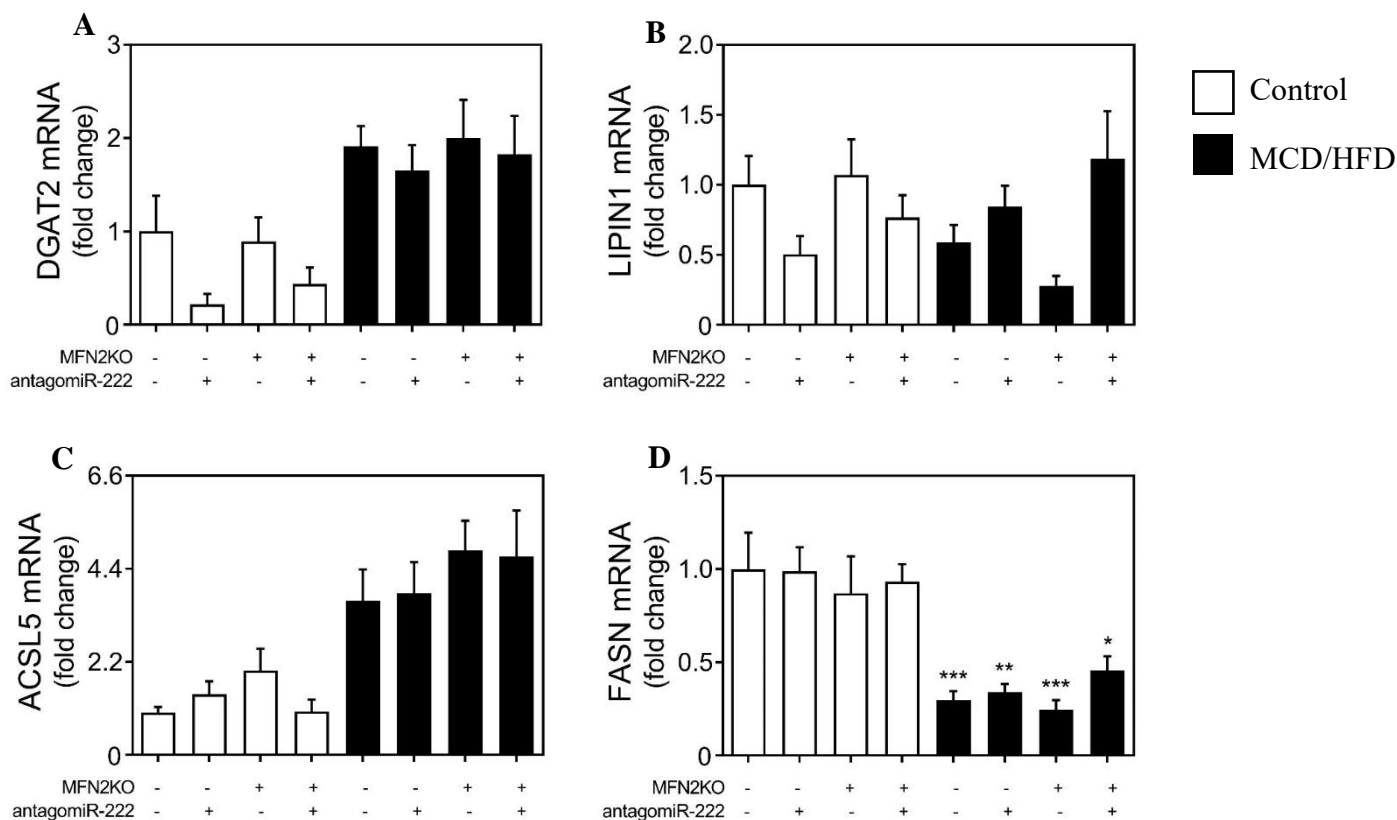 A
DGAT2 mRNA
(fold change)
3
2
1
0
MFN2KO - - + + - - + +
antagomiR-222 - + - + - + - +
B
LIPIN1 mRNA
(fold change)
2.0
1.5
1.0
0.5
0
MFN2KO - - + + - - + +
antagomiR-222 - + - + - + - +
Control
MCD/HFD
C
ACSL5 mRNA
(fold change)
6.6
4.4
2.2
0
MFN2KO - - + + - - + +
antagomiR-222 - + - + - + - +
D
FASN mRNA
(fold change)
1.5
1.0
0.5
0
*** ** *** *
MFN2KO - - + + - - + +
antagomiR-222 - + - + - + - +